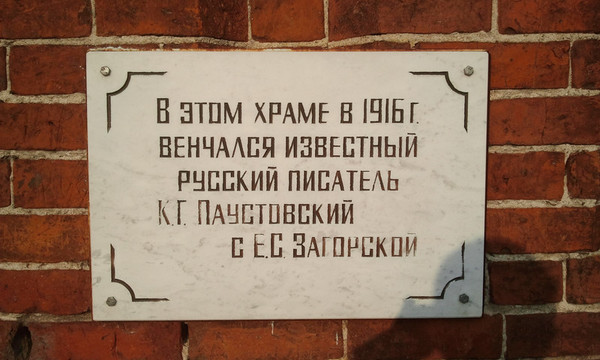 В ЭТОМ ХРАМЕ В 1916 Г.
ВЕНЧАЛСЯ ИЗВЕСТНЫЙ
РУССКИЙ ПИСАТЕЛЬ
К.Г. ПАУСТОВСКИЙ
С Е.С. ЗАГОРСКОЙ